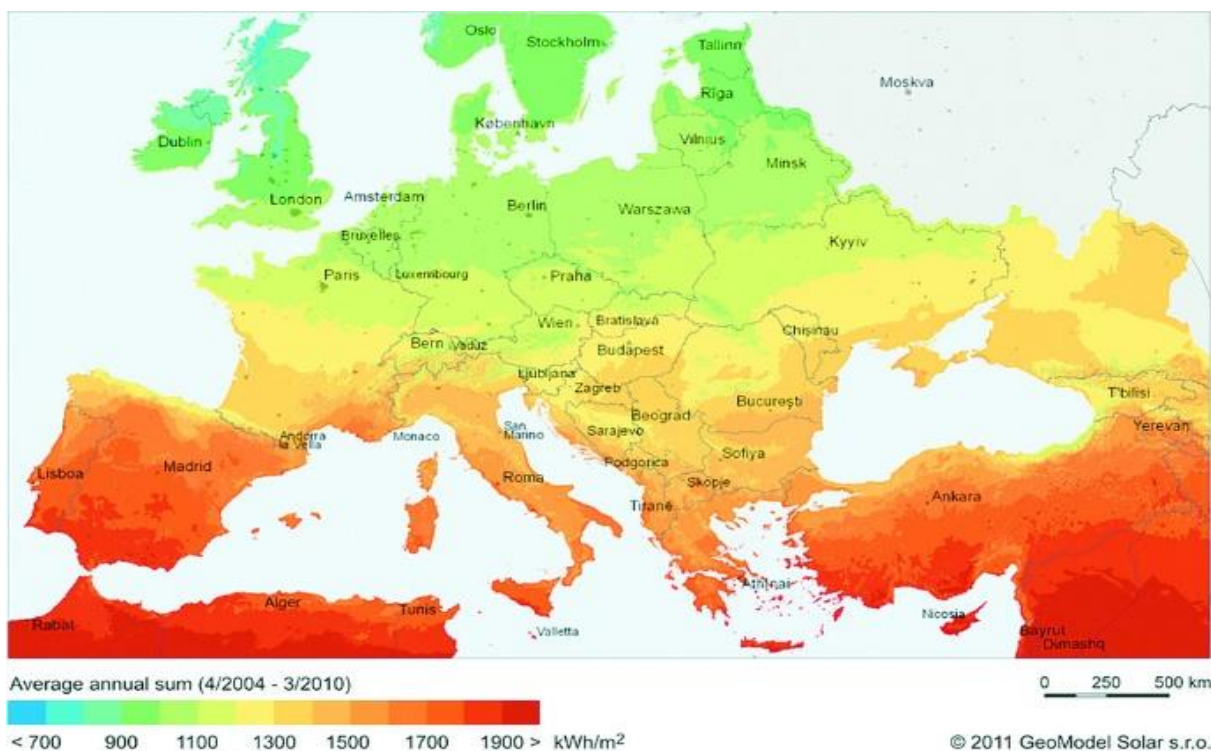 Oslo
Stockholm
Tallinn
Moskva
Rīga
København
Dublin
Vilnius
Minsk
Amsterdam
London
Berlin
Warszawa
Bruxelles
Kyyiv
Paris
Luxembourg
Praha
Wien
Bratislava
Chişinau
Bern
Vaduz
Budapest
Ljubljana
Zagreb
T'bilisi
Beograd
Bucureşti
San
Marino
Yerevan
Andorra
la Vella
Monaco
Sarajevo
Sofiya
Podgorica
Lisboa
Madrid
Roma
Skopje
Ankara
Tiranë
Athínai
Alger
Tunis
Nicosia
Rabat
Valletta
Bayrut
Dimashq
Average annual sum (4/2004 - 3/2010)
0 250 500 km
< 700 900 1100 1300 1500 1700 1900 > kWh/m²
© 2011 GeoModel Solar s.r.o.